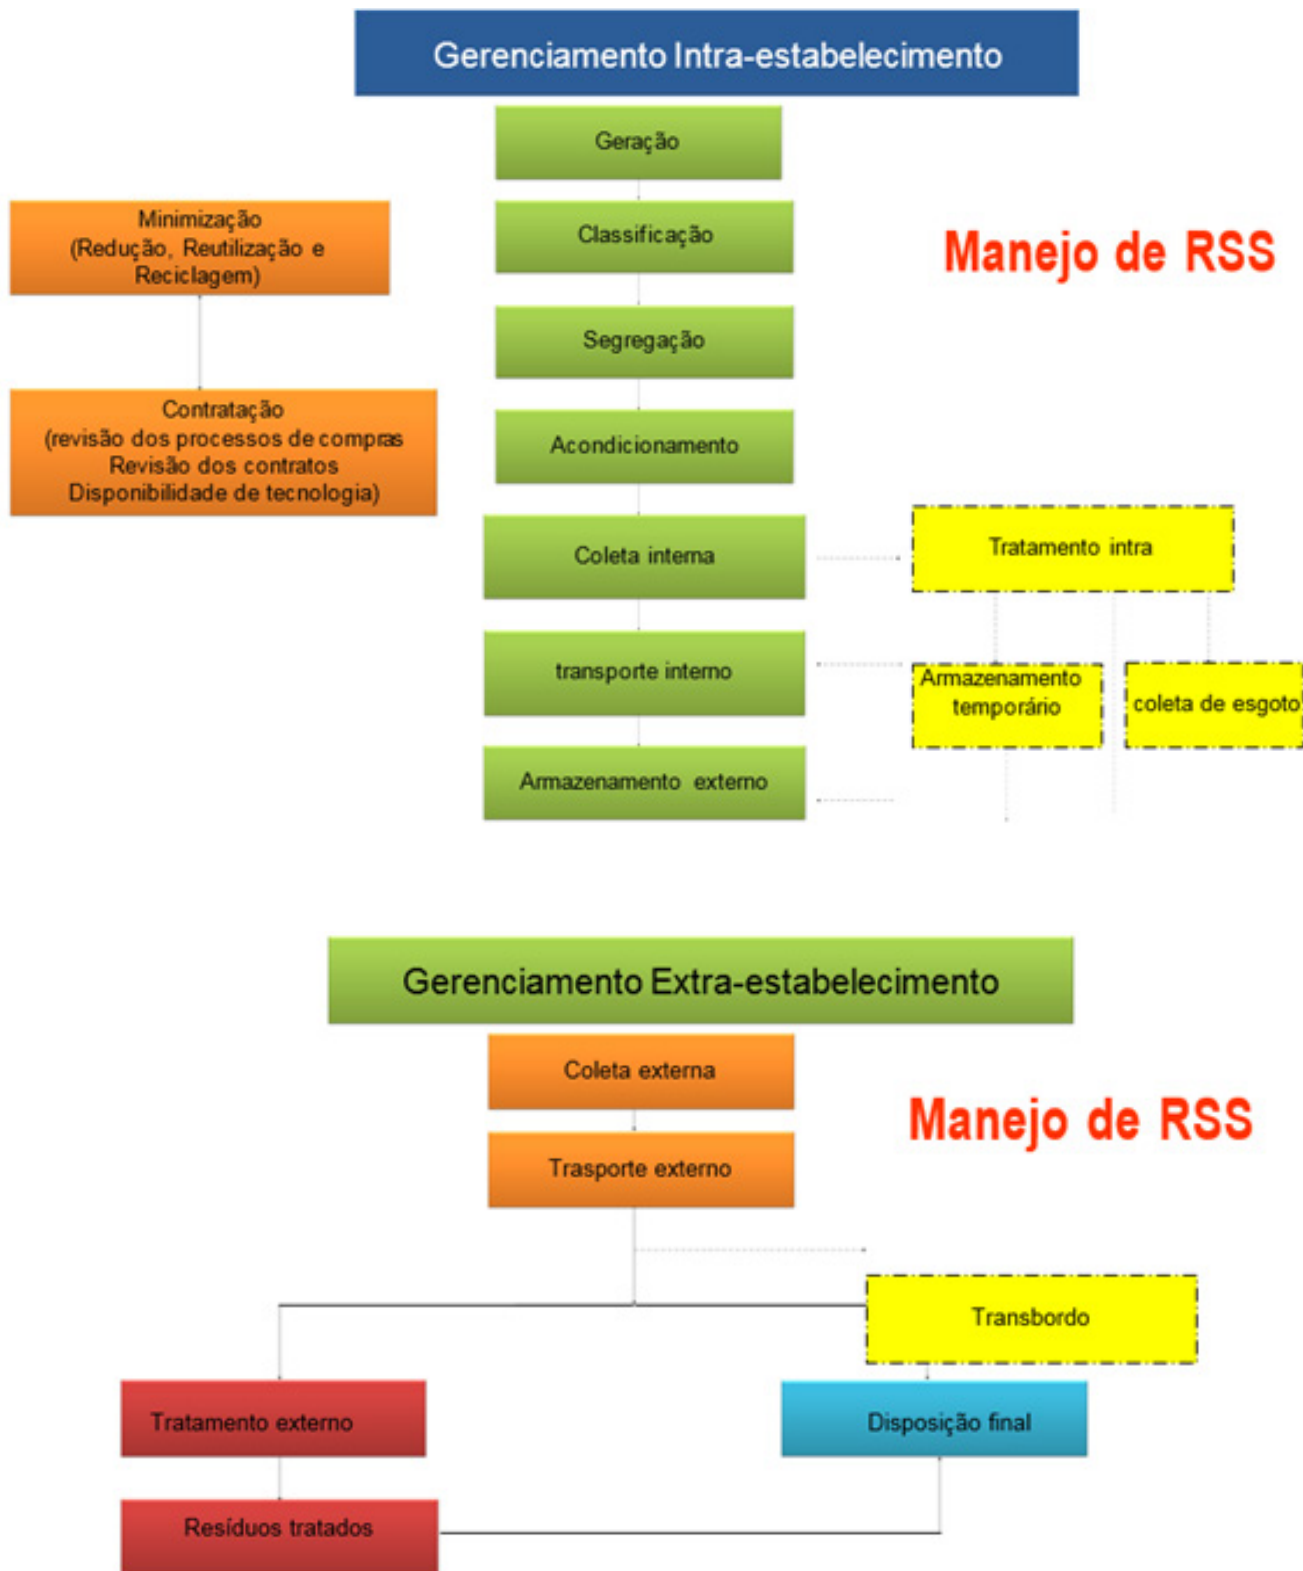 Gerenciamento Intra-estabelecimento
Geração
Minimização
(Redução, Reutilização e
Reciclagem)
Classificação
Manejo de RSS
Segregação
Contratação
(revisão dos processos de compras
Revisão dos contratos
Disponibilidade de tecnologia)
Acondicionamento
Coleta interna
Tratamento intra
transporte interno
Armazenamento
temporário
coleta de esgoto
Armazenamento externo
Gerenciamento Extra-estabelecimento
Coleta externa
Manejo de RSS
Trasporte externo
Transbordo
Tratamento externo
Disposição final
Resíduos tratados